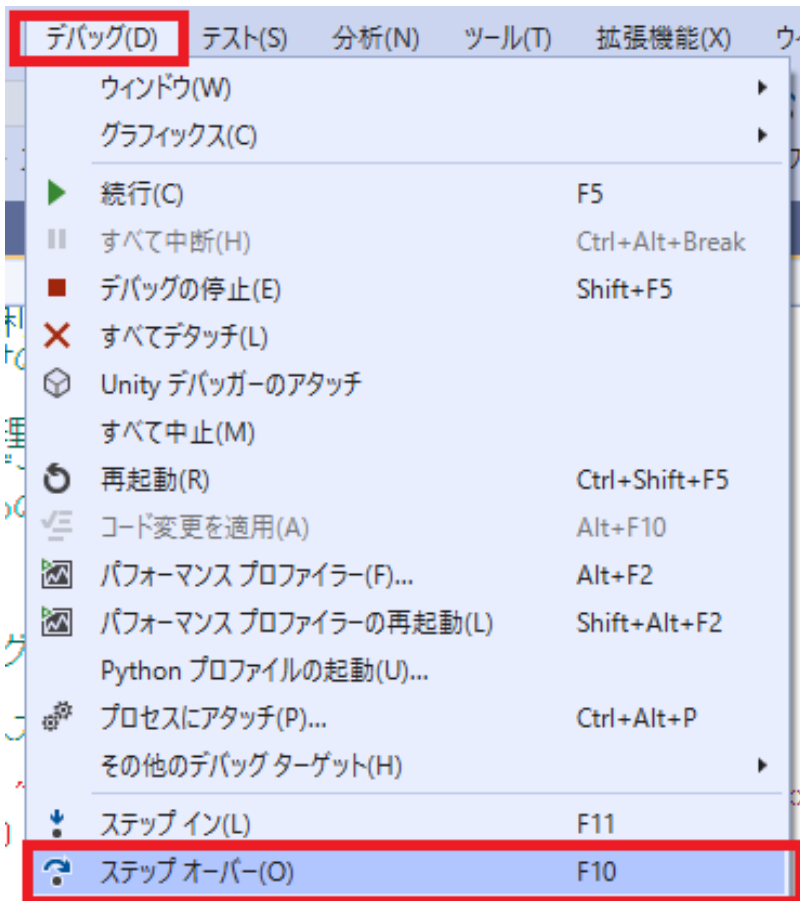 デバッグ(D) テスト(S) 分析(N) ツール(T) 拡張機能(X)
ウィンドウ(W)
グラフィックス(C)
続行(C) F5
すべて中断(H) Ctrl+Alt+Break
デバッグの停止(E) Shift+F5
すべてデタッチ(L)
Unity デバッガーのアタッチ
すべて中止(M)
再起動(R) Ctrl+Shift+F5
コード変更を適用(A) Alt+F10
パフォーマンス プロファイラー(F)... Alt+F2
パフォーマンス プロファイラーの再起動(L) Shift+Alt+F2
Python プロファイルの起動(U)...
プロセスにアタッチ(P)... Ctrl+Alt+P
その他のデバッグ ターゲット(H)
ステップ イン(L) F11
ステップ オーバー(O) F10